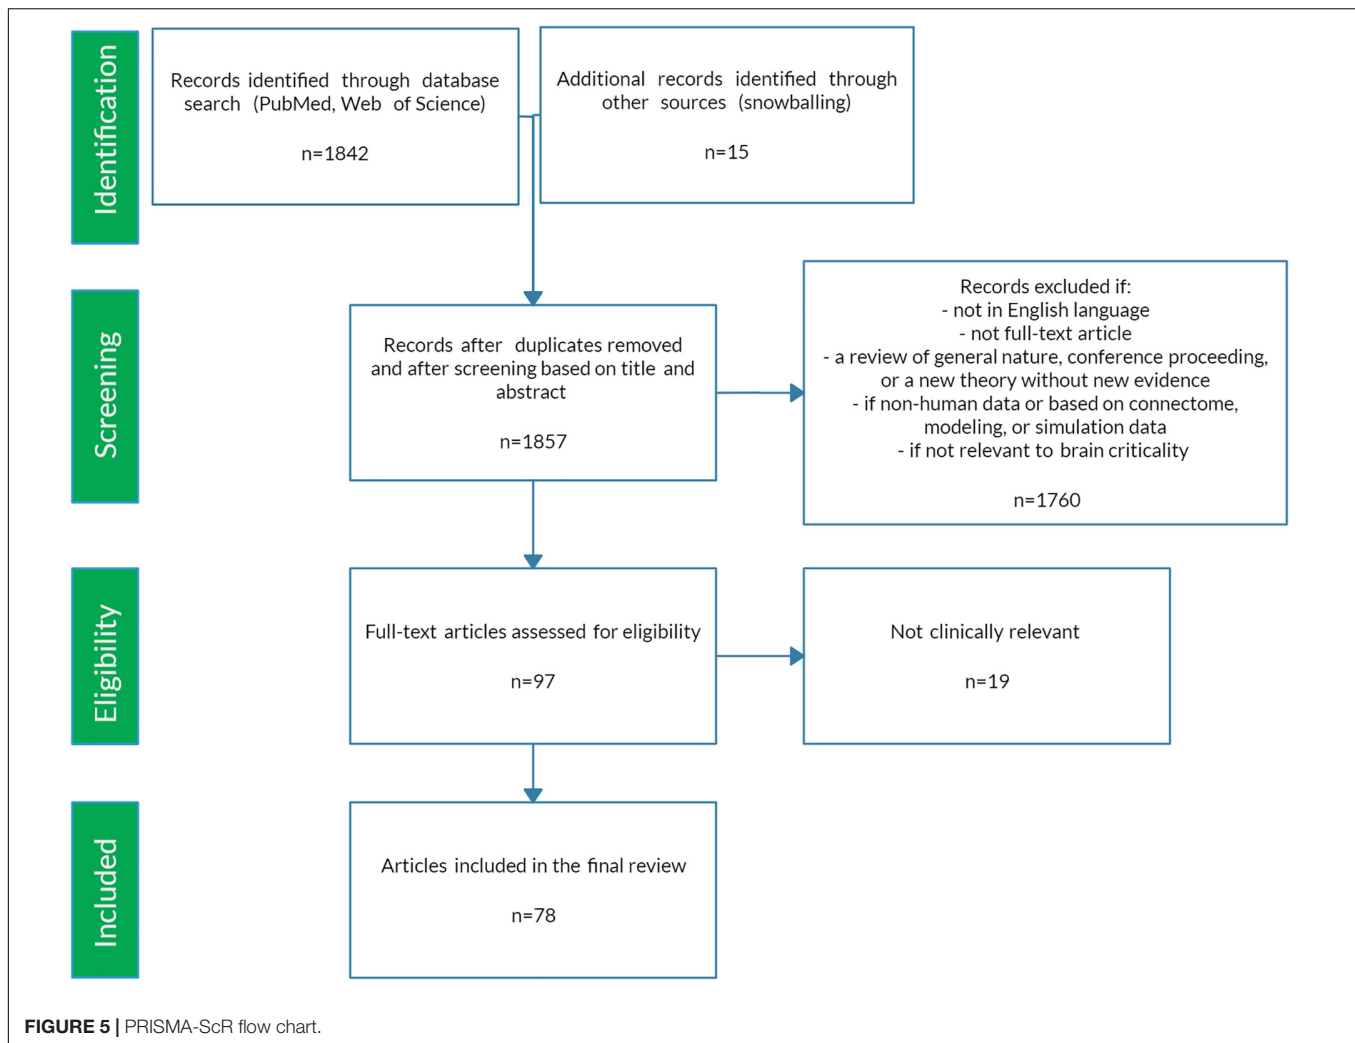 Identification
Records identified through database
search (PubMed, Web of Science)
n=1842
Additional records identified through
other sources (snowballing)
n=15
Screening
Records after duplicates removed
and after screening based on title and
abstract
n=1857
Records excluded if:
- not in English language
- not full-text article
- a review of general nature, conference proceeding,
or a new theory without new evidence
- if non-human data or based on connectome,
modeling, or simulation data
- if not relevant to brain criticality
n=1760
Eligibility
Full-text articles assessed for eligibility
n=97
Not clinically relevant
n=19
Included
Articles included in the final review
n=78
FIGURE 5 | PRISMA-ScR flow chart.